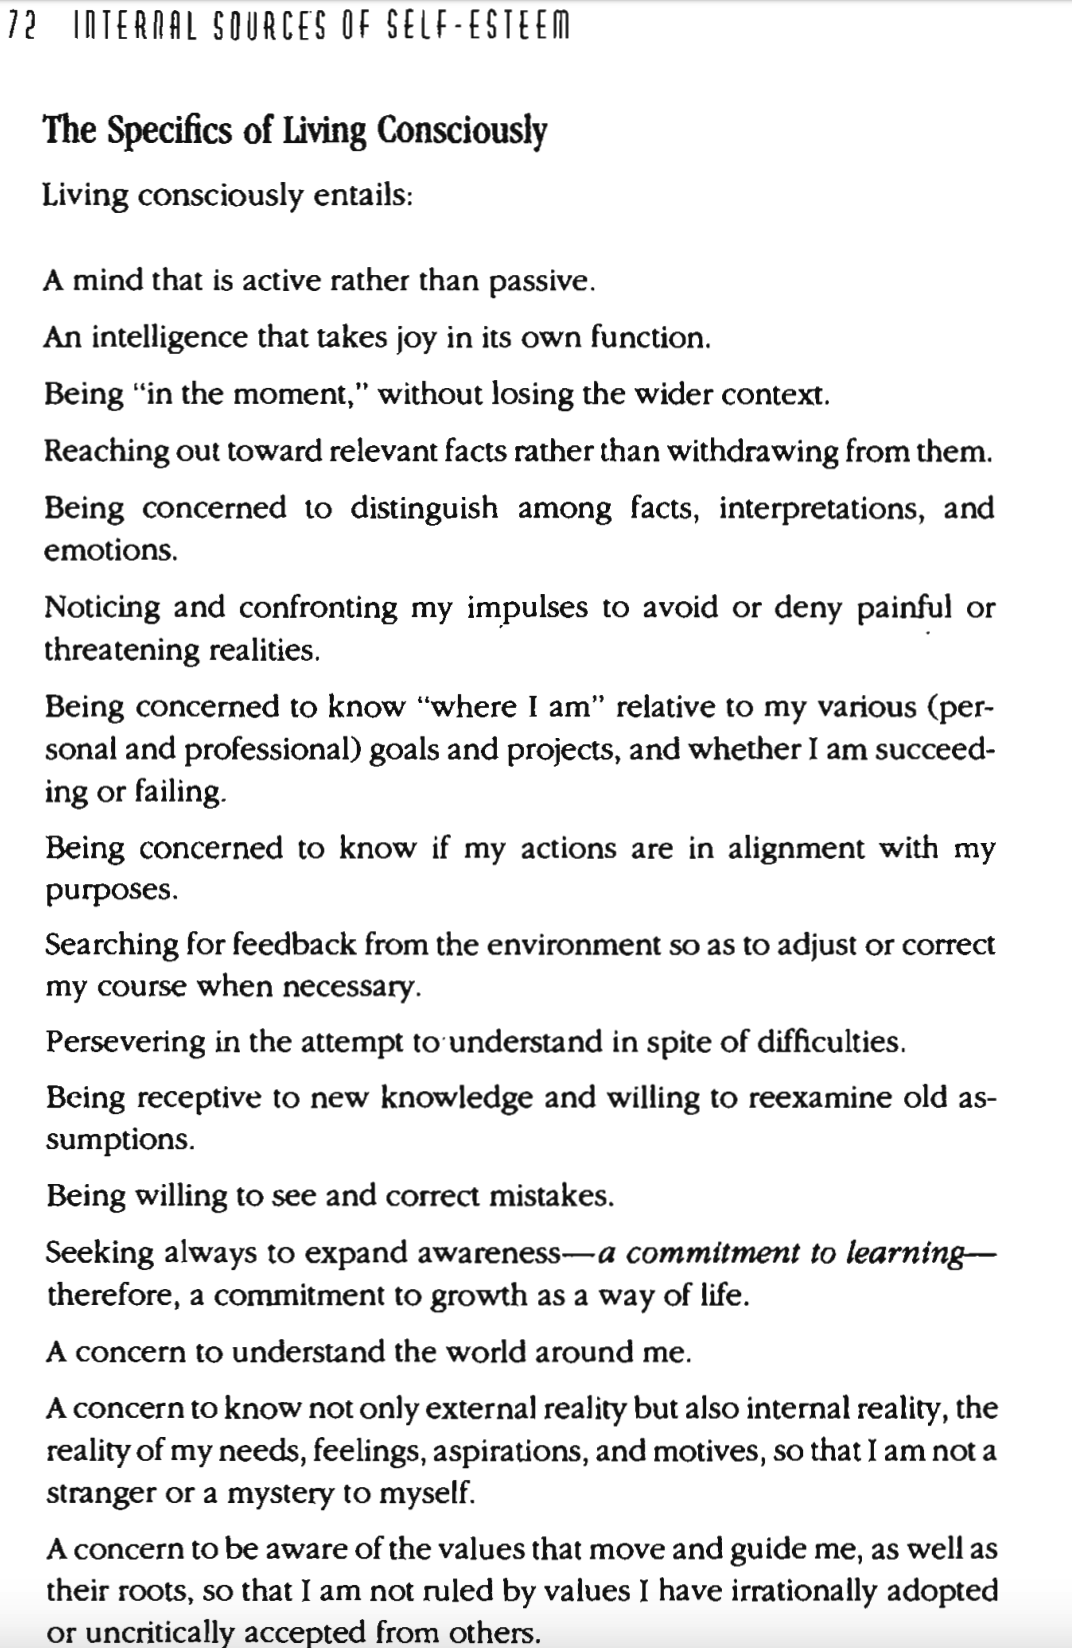 72 INTERNAL SOURCES OF SELF-ESTEEM
The Specifics of Living Consciously
Living consciously entails:
A mind that is active rather than passive.
An intelligence that takes joy in its own function.
Being “in the moment,” without losing the wider context.
Reaching out toward relevant facts rather than withdrawing from them.
Being concerned to distinguish among facts, interpretations, and
emotions.
Noticing and confronting my impulses to avoid or deny painful or
threatening realities.
Being concerned to know “where I am” relative to my various (per-
sonal and professional) goals and projects, and whether I am succeed-
ing or failing.
Being concerned to know if my actions are in alignment with my
purposes.
Searching for feedback from the environment so as to adjust or correct
my course when necessary.
Persevering in the attempt to understand in spite of difficulties.
Being receptive to new knowledge and willing to reexamine old as-
sumptions.
Being willing to see and correct mistakes.
Seeking always to expand awareness—a commitment to learning—
therefore, a commitment to growth as a way of life.
A concern to understand the world around me.
A concern to know not only external reality but also internal reality, the
reality of my needs, feelings, aspirations, and motives, so that I am not a
stranger or a mystery to myself.
A concern to be aware of the values that move and guide me, as well as
their roots, so that I am not ruled by values I have irrationally adopted
or uncritically accepted from others.